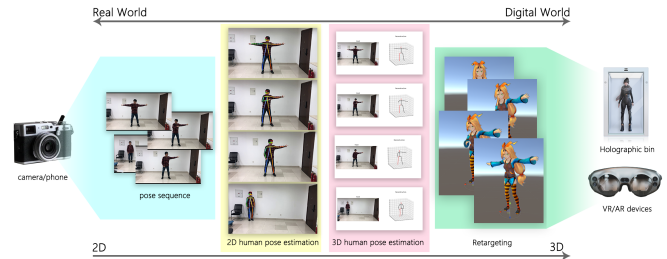 Real World
Digital World
camera/phone
pose sequence
2D human pose estimation
3D human pose estimation
Retargeting
Holographic bin
VR/AR devices
2D
3D